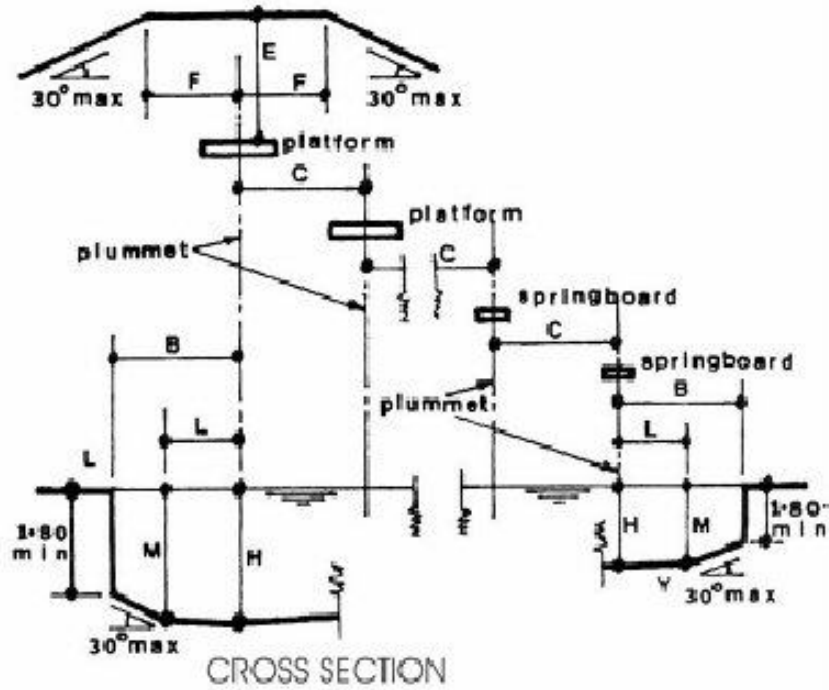 E
F F
30° max 30° max
platform
C
platform
plummet
C
springboard
B C
springboard
plummet B
L L
L
1·80 min M H H M 1·80 min
Y
30° max
30° max
CROSS SECTION